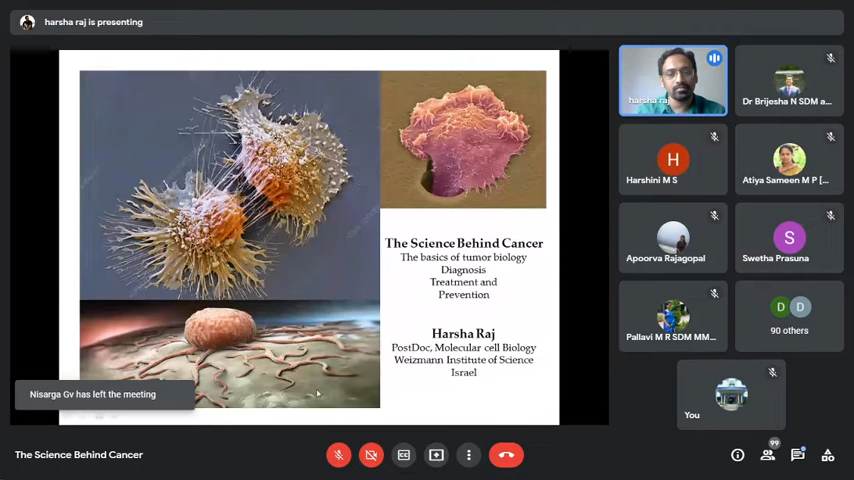 harsha raj is presenting
The Science Behind Cancer
The basics of tumor biology
Diagnosis
Treatment and
Prevention
Harsha Raj
PostDoc, Molecular cell Biology
Weizmann Institute of Science
Israel
Nisarga Gv has left the meeting
harsha raj
Dr Brijesha N SDM a...
Harshini M S
H
Atiya Sameen M P [...
Apoorva Rajagopal
S
Swetha Prasuna
Pallavi M R SDM MM...
D D
90 others
You
The Science Behind Cancer
CC
99